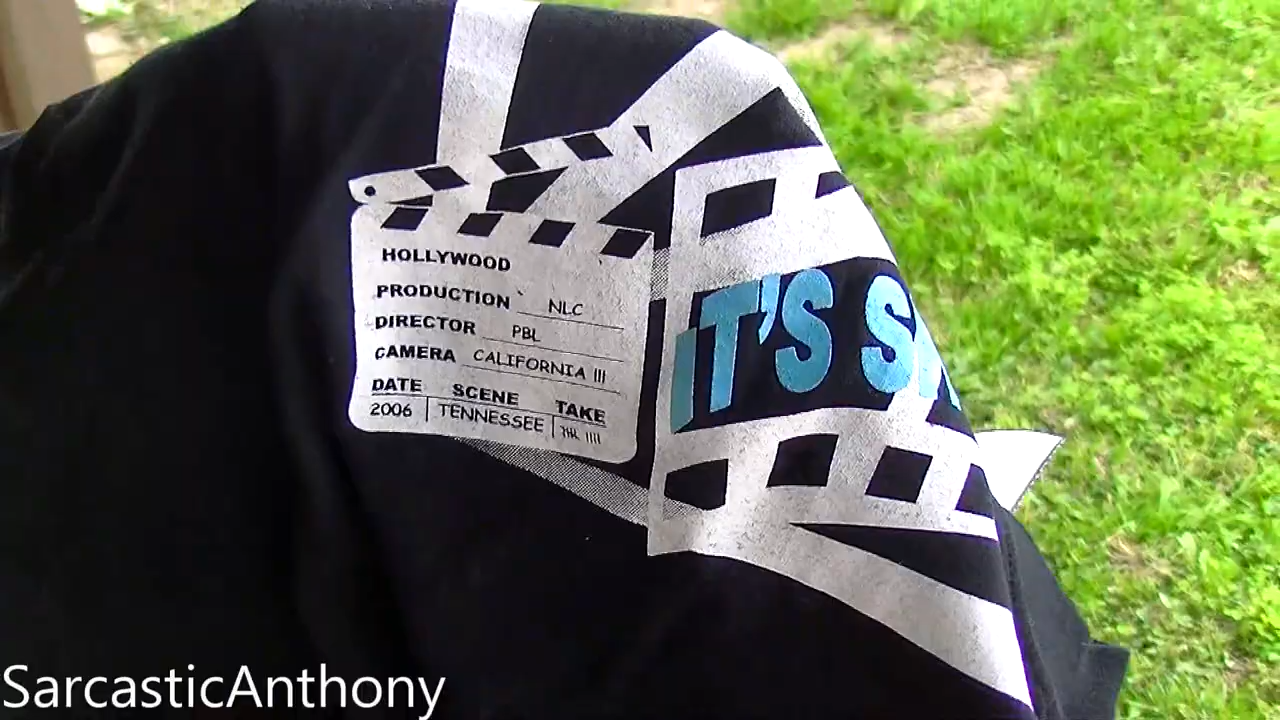 HOLLYWOOD
PRODUCTION NLC
DIRECTOR PBL
CAMERA CALIFORNIA III
DATE SCENE TAKE
2006 TENNESSEE
IT'S
SarcasticAnthony